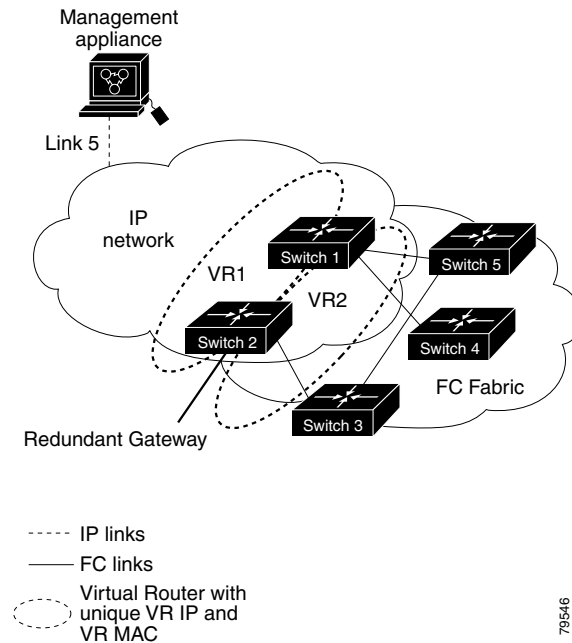 Management
appliance
Link 5
IP
network
Switch 1
Switch 5
VR1
VR2
Switch 2
Switch 4
FC Fabric
Switch 3
Redundant Gateway
IP links
FC links
Virtual Router with
unique VR IP and
VR MAC
79546